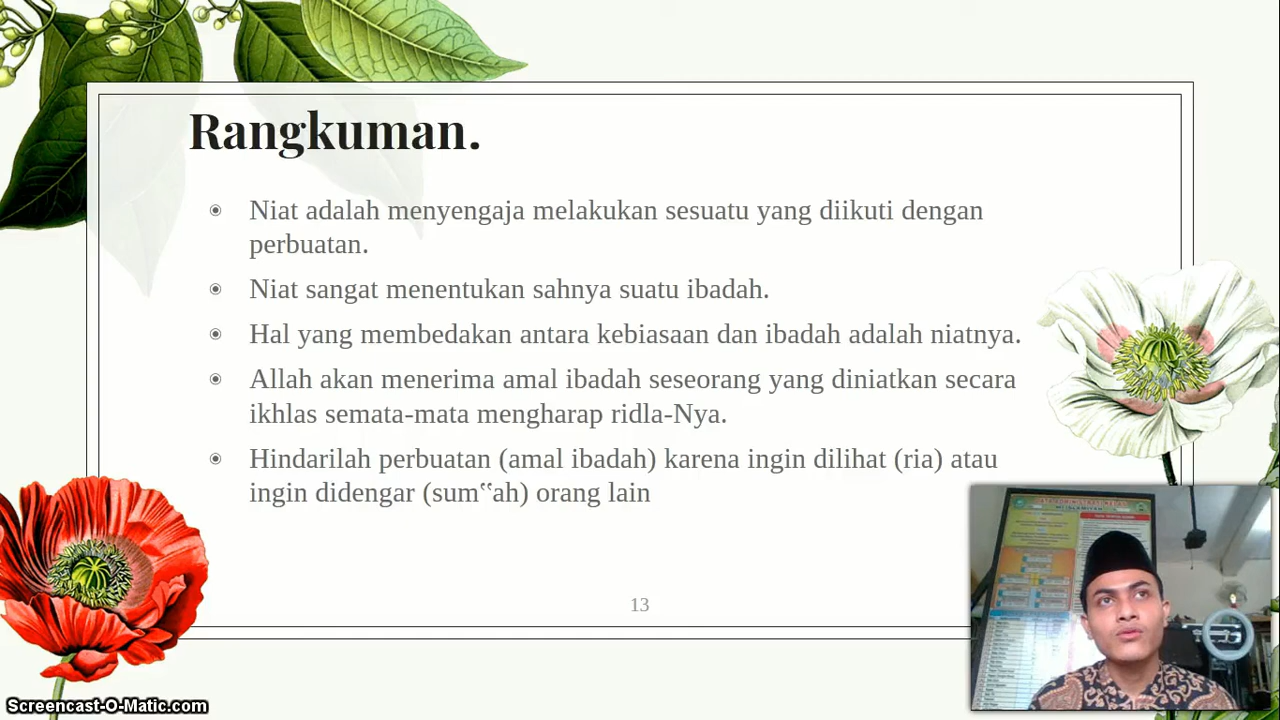 Rangkuman.
Niat adalah menyengaja melakukan sesuatu yang diikuti dengan
perbuatan.
Niat sangat menentukan sahnya suatu ibadah.
Hal yang membedakan antara kebiasaan dan ibadah adalah niatnya.
Allah akan menerima amal ibadah seseorang yang diniatkan secara
ikhlas semata-mata mengharap ridla-Nya.
Hindarilah perbuatan (amal ibadah) karena ingin dilihat (ria) atau
ingin didengar (sum‟ah) orang lain
13
Screencast-O-Matic.com